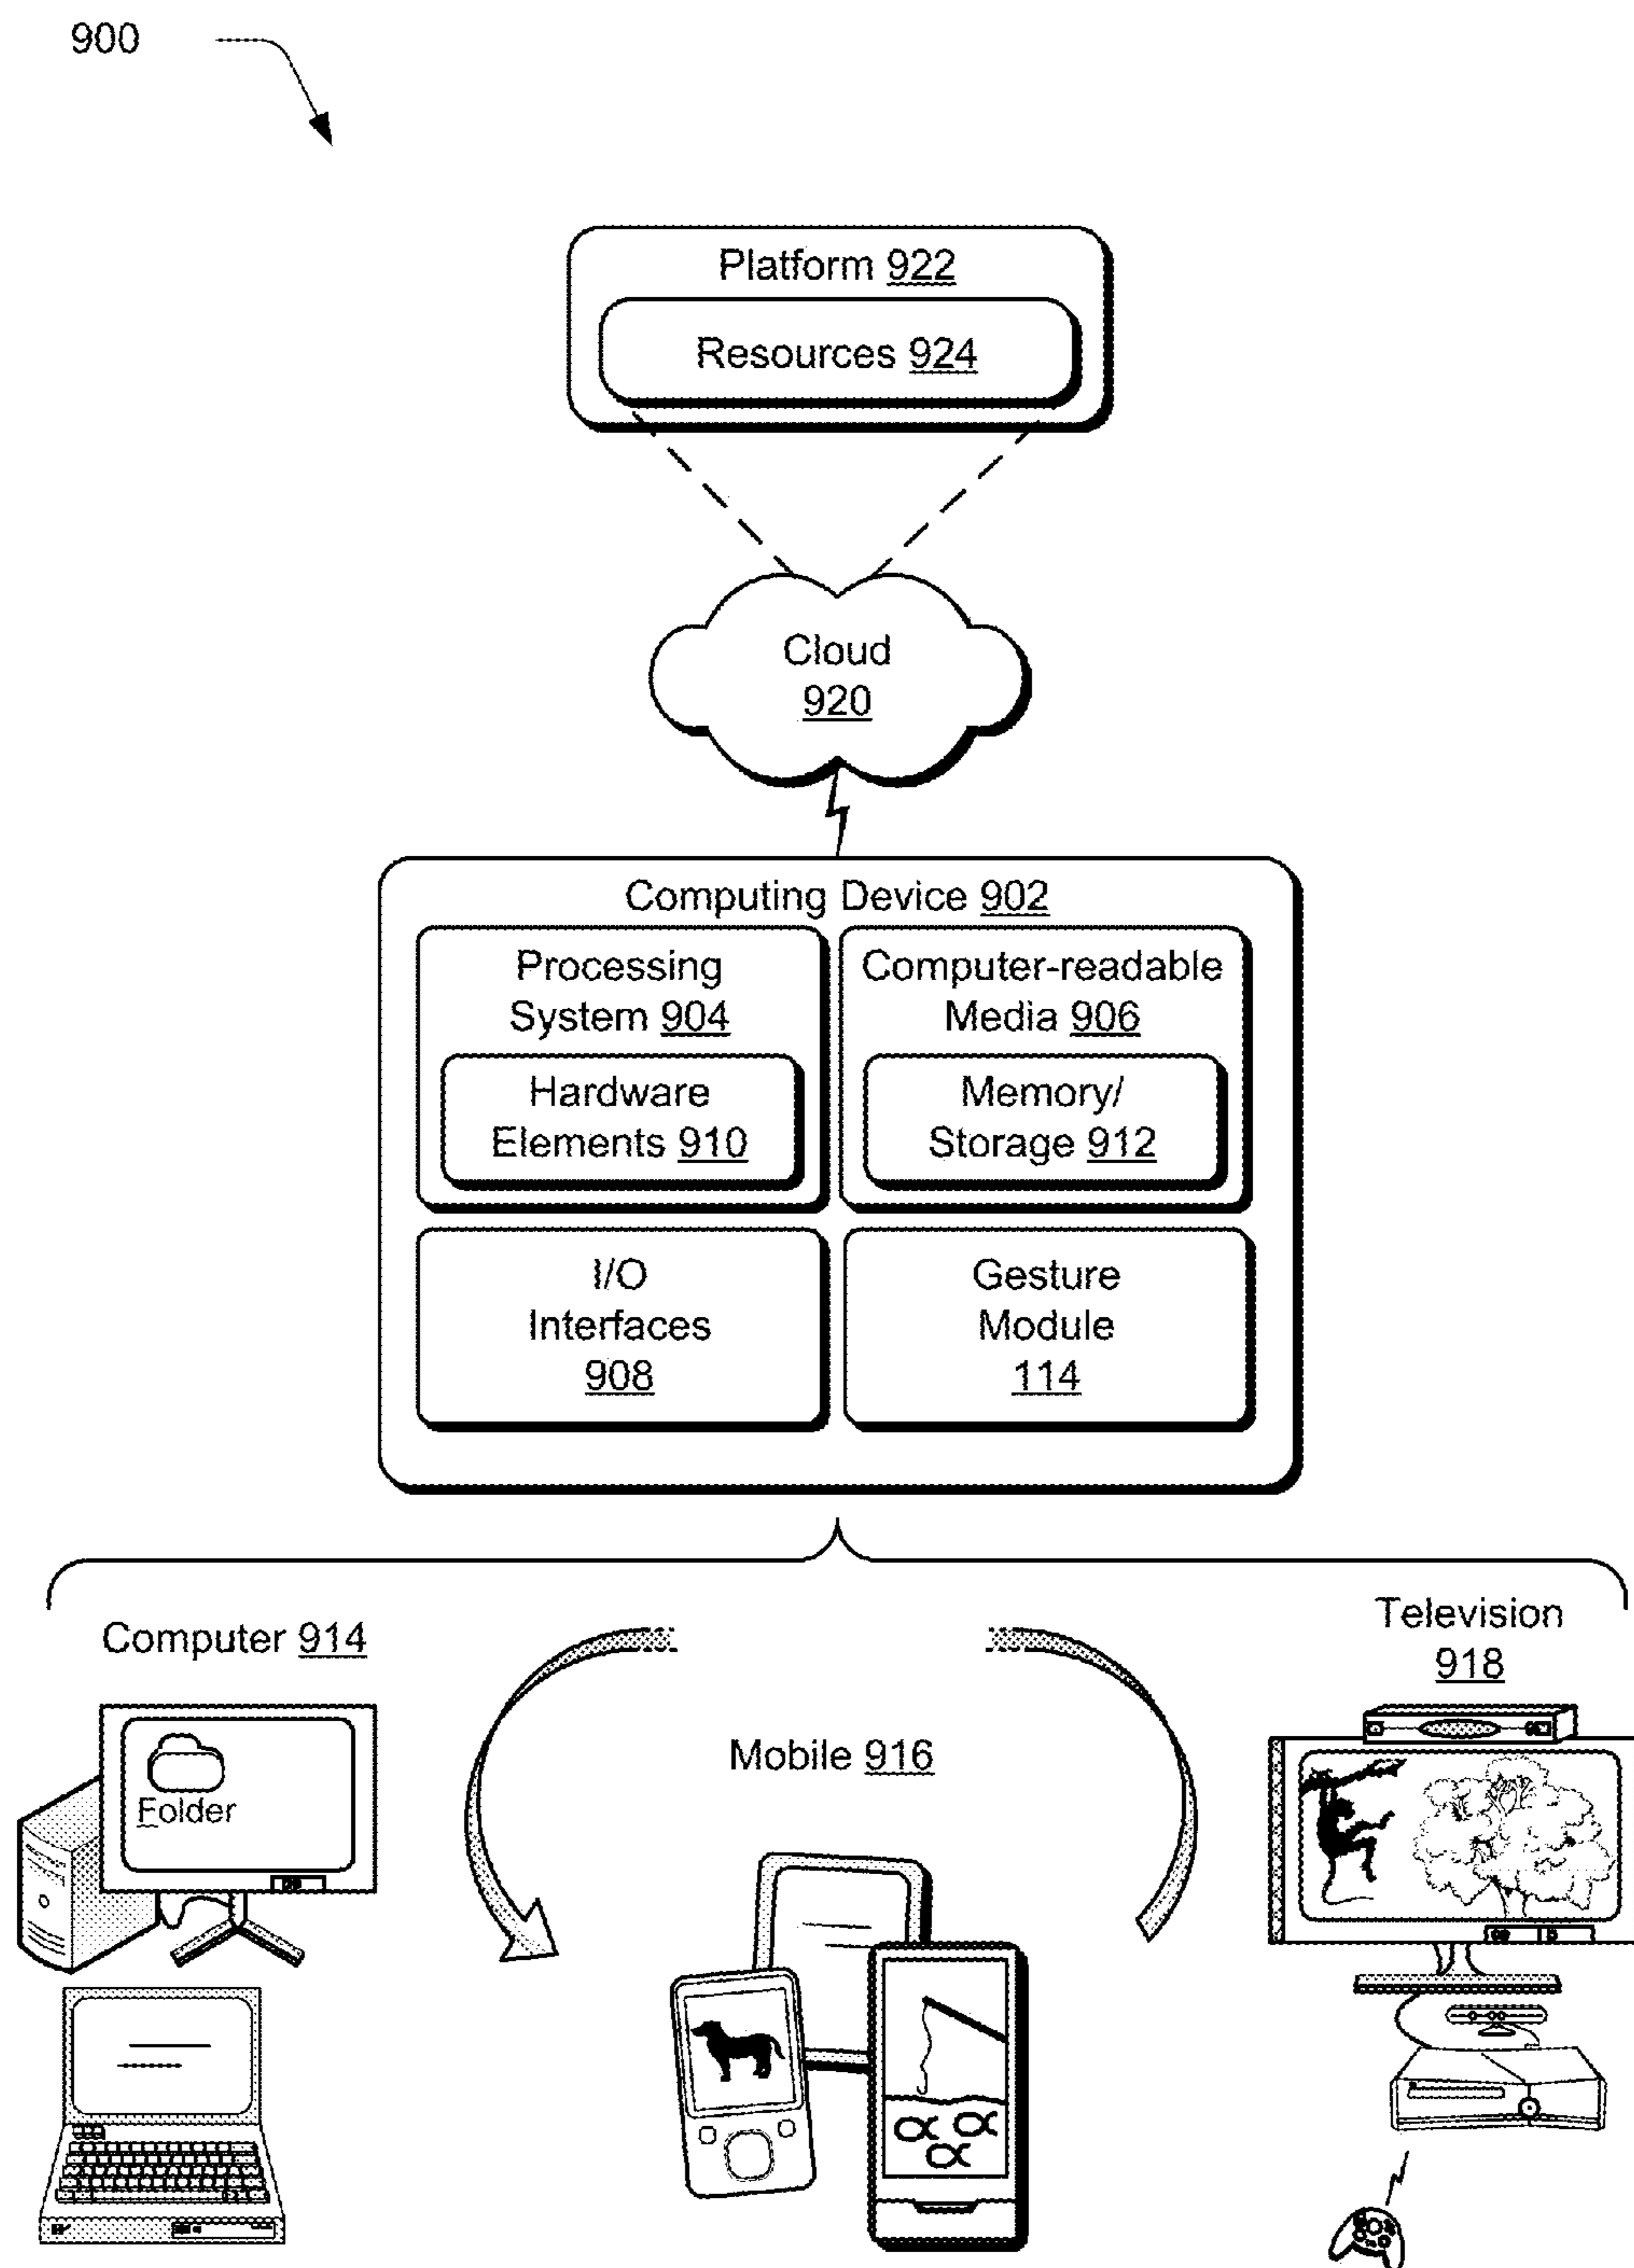 900
Platform 922
Resources 924
Cloud
920
Computing Device 902
Processing
System 904
Hardware
Elements 910
Computer-readable
Media 906
Memory/
Storage 912
I/O
Interfaces
908
Gesture
Module
114
Computer 914
Folder
Mobile 916
Television
918